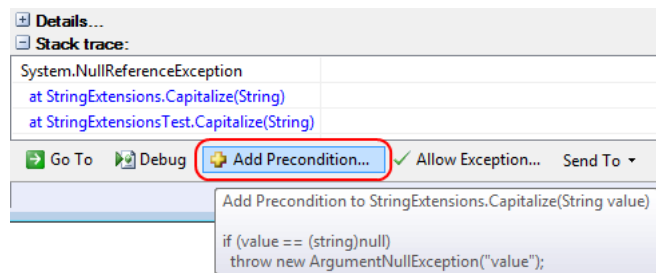 Details...
Stack trace:
System.NullReferenceException
at StringExtensions.Capitalize(String)
at StringExtensionsTest.Capitalize(String)
Go To Debug Add Precondition... Allow Exception... Send To
Add Precondition to StringExtensions.Capitalize(String value)
if (value == (string)null)
throw new ArgumentNullException("value");